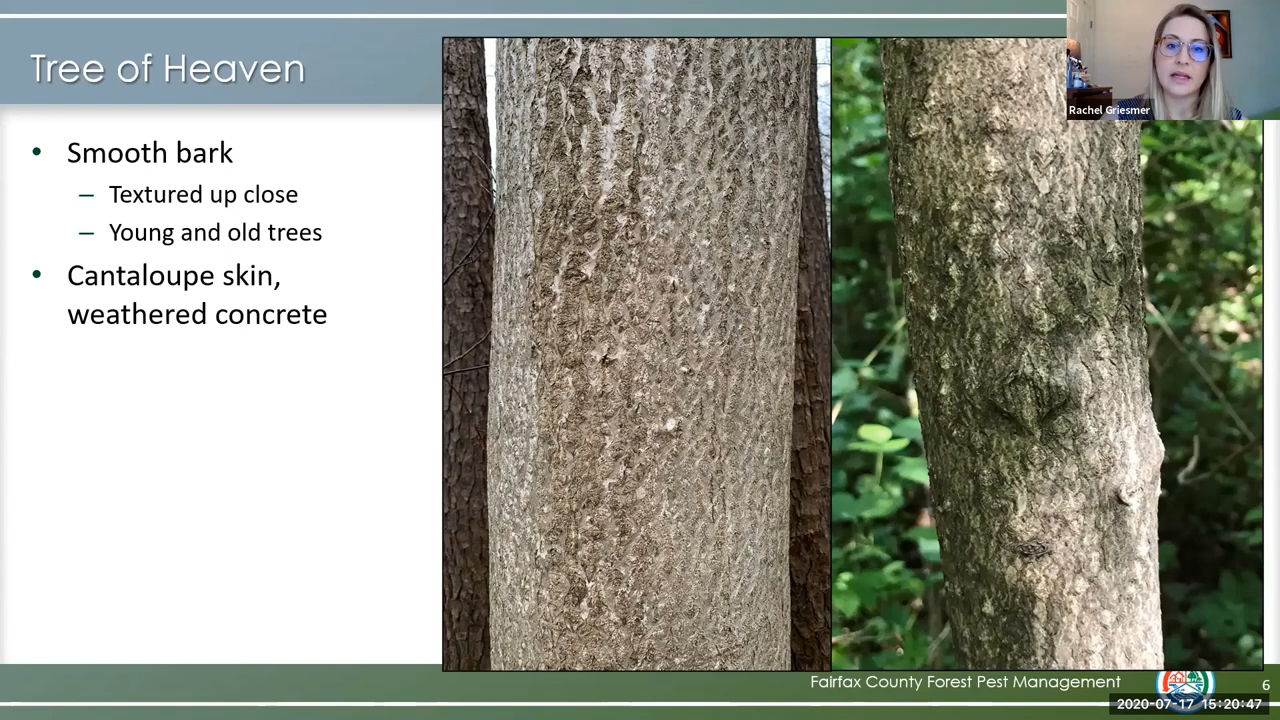 Tree of Heaven
Rachel Griesmer
• Smooth bark
– Textured up close
– Young and old trees
• Cantaloupe skin,
weathered concrete
Fairfax County Forest Pest Management
6
2020-07-17 15:20:47